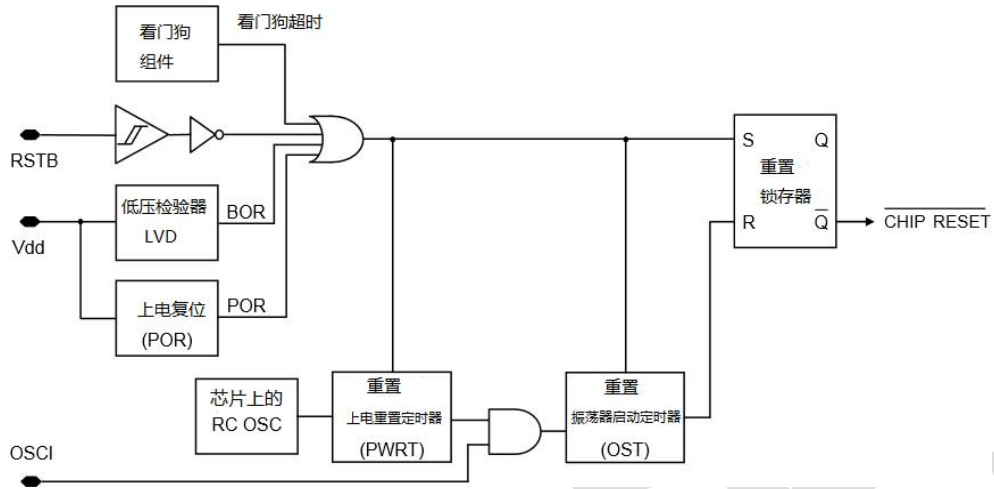 看门狗
组件
看门狗超时
RSTB
低压检验器
LVD
BOR
Vdd
上电复位
(POR)
POR
S
Q
重置
锁存器
R
Q
CHIP RESET
芯片上的
RC OSC
重置
上电重置定时器
(PWRT)
重置
振荡器启动定时器
(OST)
OSCI